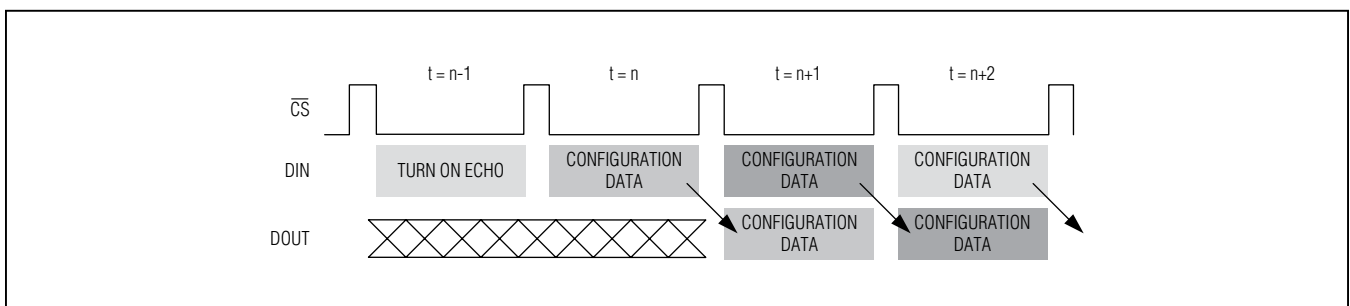 t = n-1 t = n t = n+1 t = n+2
CS
DIN TURN ON ECHO CONFIGURATION DATA CONFIGURATION DATA CONFIGURATION DATA
DOUT CONFIGURATION DATA CONFIGURATION DATA